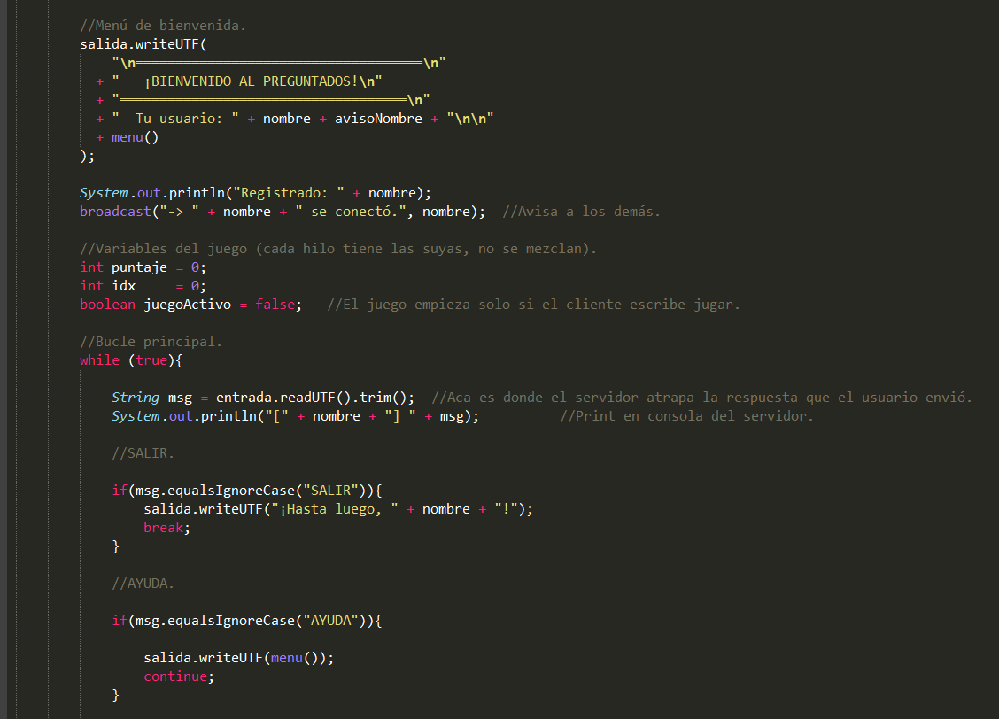 //Menú de bienvenida.
salida.writeUTF(
"\n════════════════════════════════════\n"
+ "   ¡BIENVENIDO AL PREGUNTADOS!\n"
+ "════════════════════════════════════\n"
+ "  Tu usuario: " + nombre + avisoNombre + "\n\n"
+ menu()
);
System.out.println("Registrado: " + nombre);
broadcast("-> " + nombre + " se conectó.", nombre);  //Avisa a los demás.
//Variables del juego (cada hilo tiene las suyas, no se mezclan).
int puntaje = 0;
int idx     = 0;
boolean juegoActivo = false;   //El juego empieza solo si el cliente escribe jugar.
//Bucle principal.
while (true){
String msg = entrada.readUTF().trim();  //Aca es donde el servidor atrapa la respuesta que el usuario envió.
System.out.println("[" + nombre + "] " + msg);          //Print en consola del servidor.
//SALIR.
if(msg.equalsIgnoreCase("SALIR")){
salida.writeUTF("¡Hasta luego, " + nombre + "!");
break;
}
//AYUDA.
if(msg.equalsIgnoreCase("AYUDA")){
salida.writeUTF(menu());
continue;
}